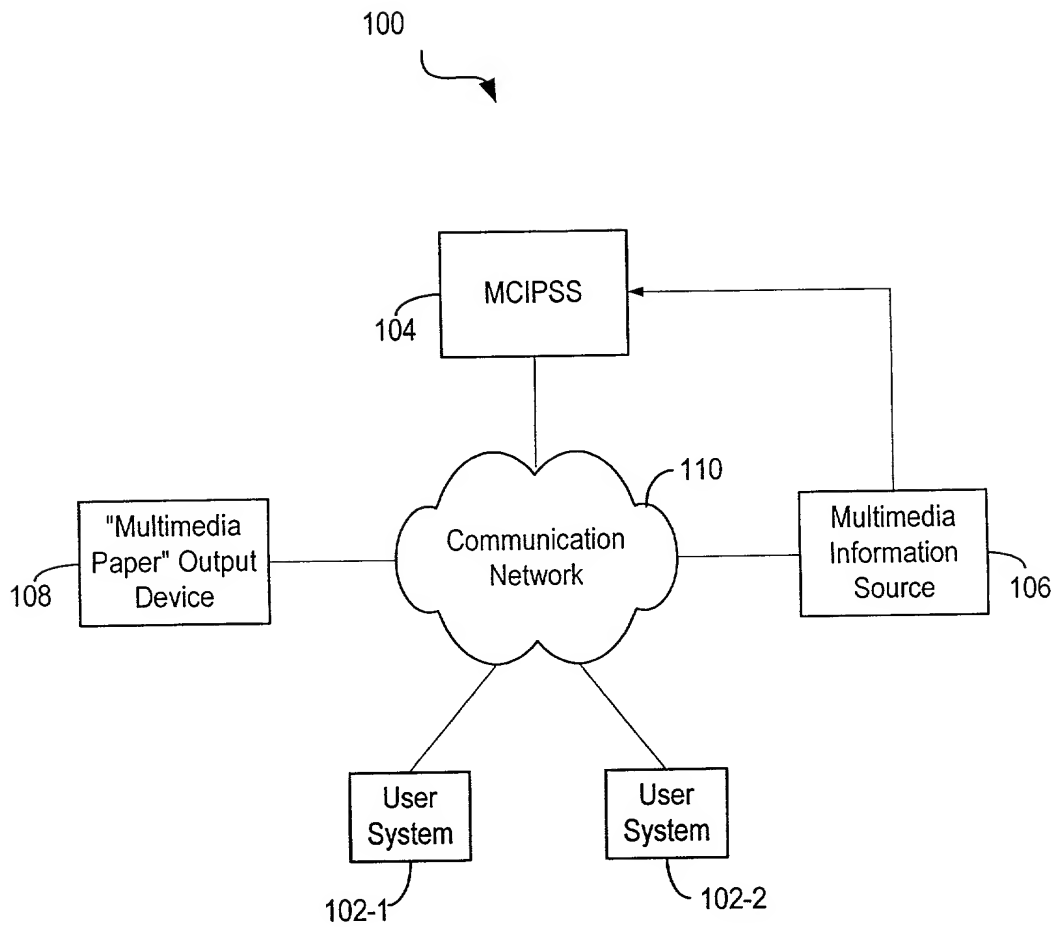 100
MCIPSS
104
110
"Multimedia
Paper" Output
Device
108
Communication
Network
Multimedia
Information
Source
106
User
System
102-1
User
System
102-2